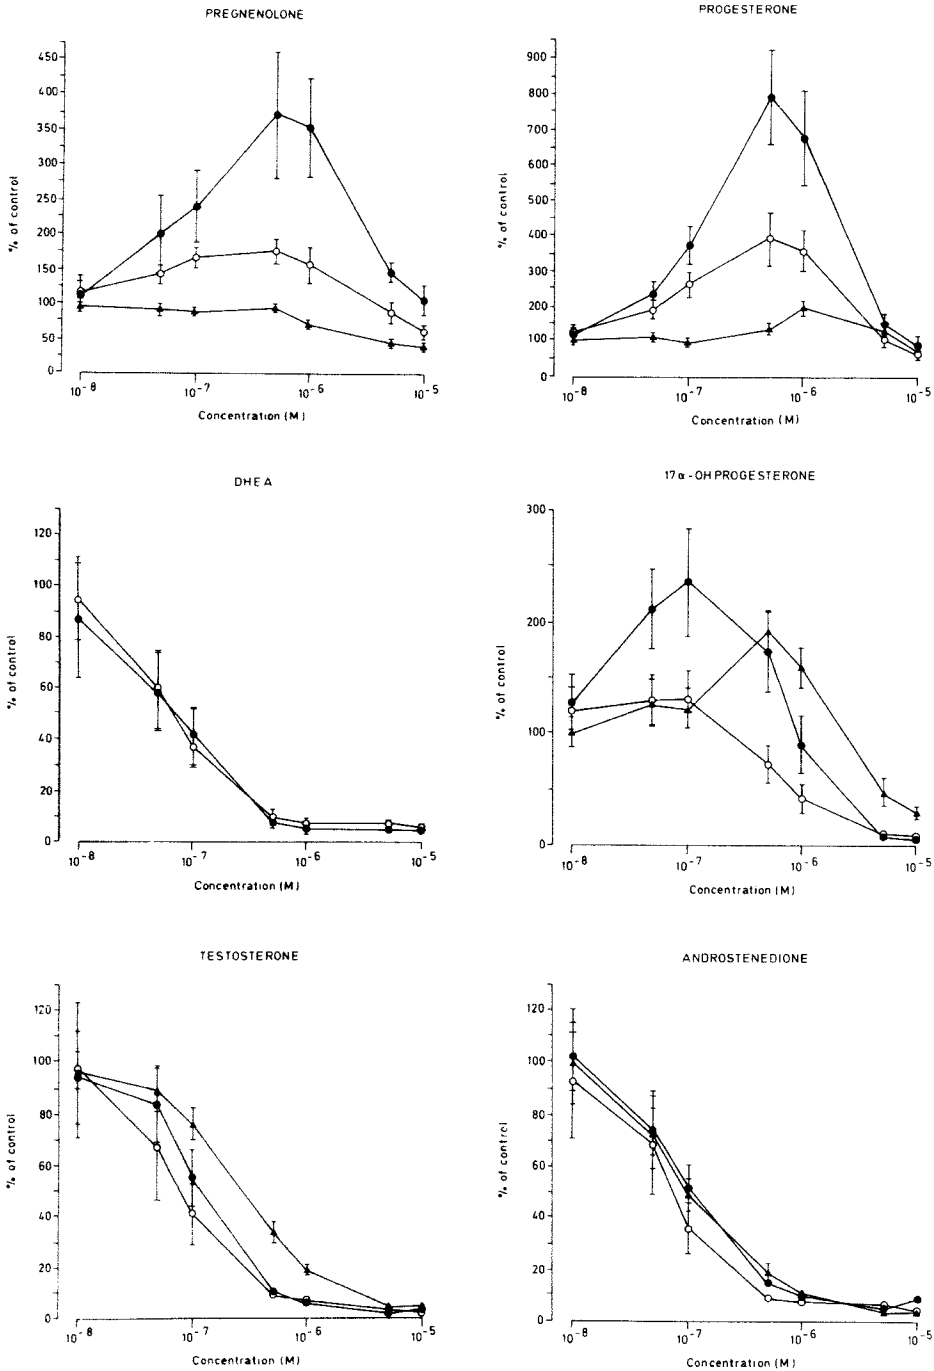 PREGNENOLONE
% of control
450
400
350
300
250
200
150
100
50
0
10⁻⁸ 10⁻⁷ 10⁻⁶ 10⁻⁵
Concentration (M)
PROGESTERONE
% of control
900
800
700
600
500
400
300
200
100
0
10⁻⁸ 10⁻⁷ 10⁻⁶ 10⁻⁵
Concentration (M)
DHEA
% of control
120
100
80
60
40
20
0
10⁻⁸ 10⁻⁷ 10⁻⁶ 10⁻⁵
Concentration (M)
17α-OH PROGESTERONE
% of control
300
200
100
0
10⁻⁸ 10⁻⁷ 10⁻⁶ 10⁻⁵
Concentration (M)
TESTOSTERONE
% of control
120
100
80
60
40
20
0
10⁻⁸ 10⁻⁷ 10⁻⁶ 10⁻⁵
Concentration (M)
ANDROSTENEDIONE
% of control
120
100
80
60
40
20
0
10⁻⁸ 10⁻⁷ 10⁻⁶ 10⁻⁵
Concentration (M)